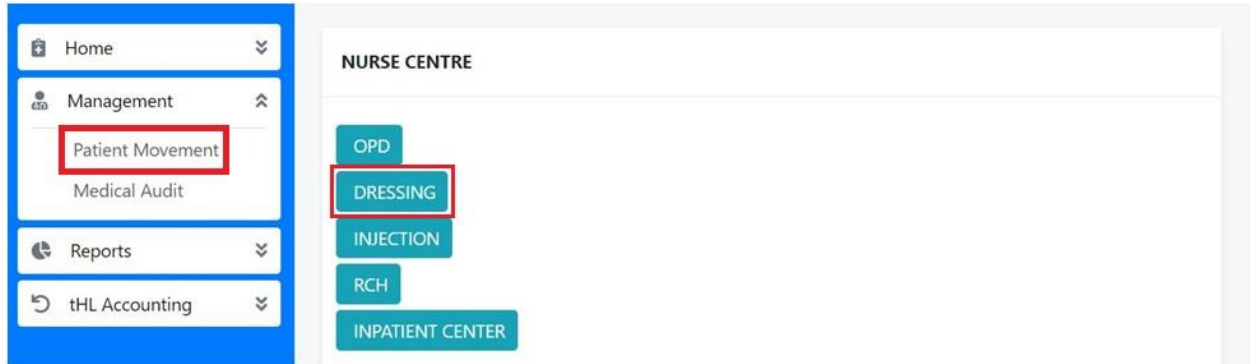 Home
Management
Patient Movement
Medical Audit
Reports
tHL Accounting
NURSE CENTRE
OPD
DRESSING
INJECTION
RCH
INPATIENT CENTER